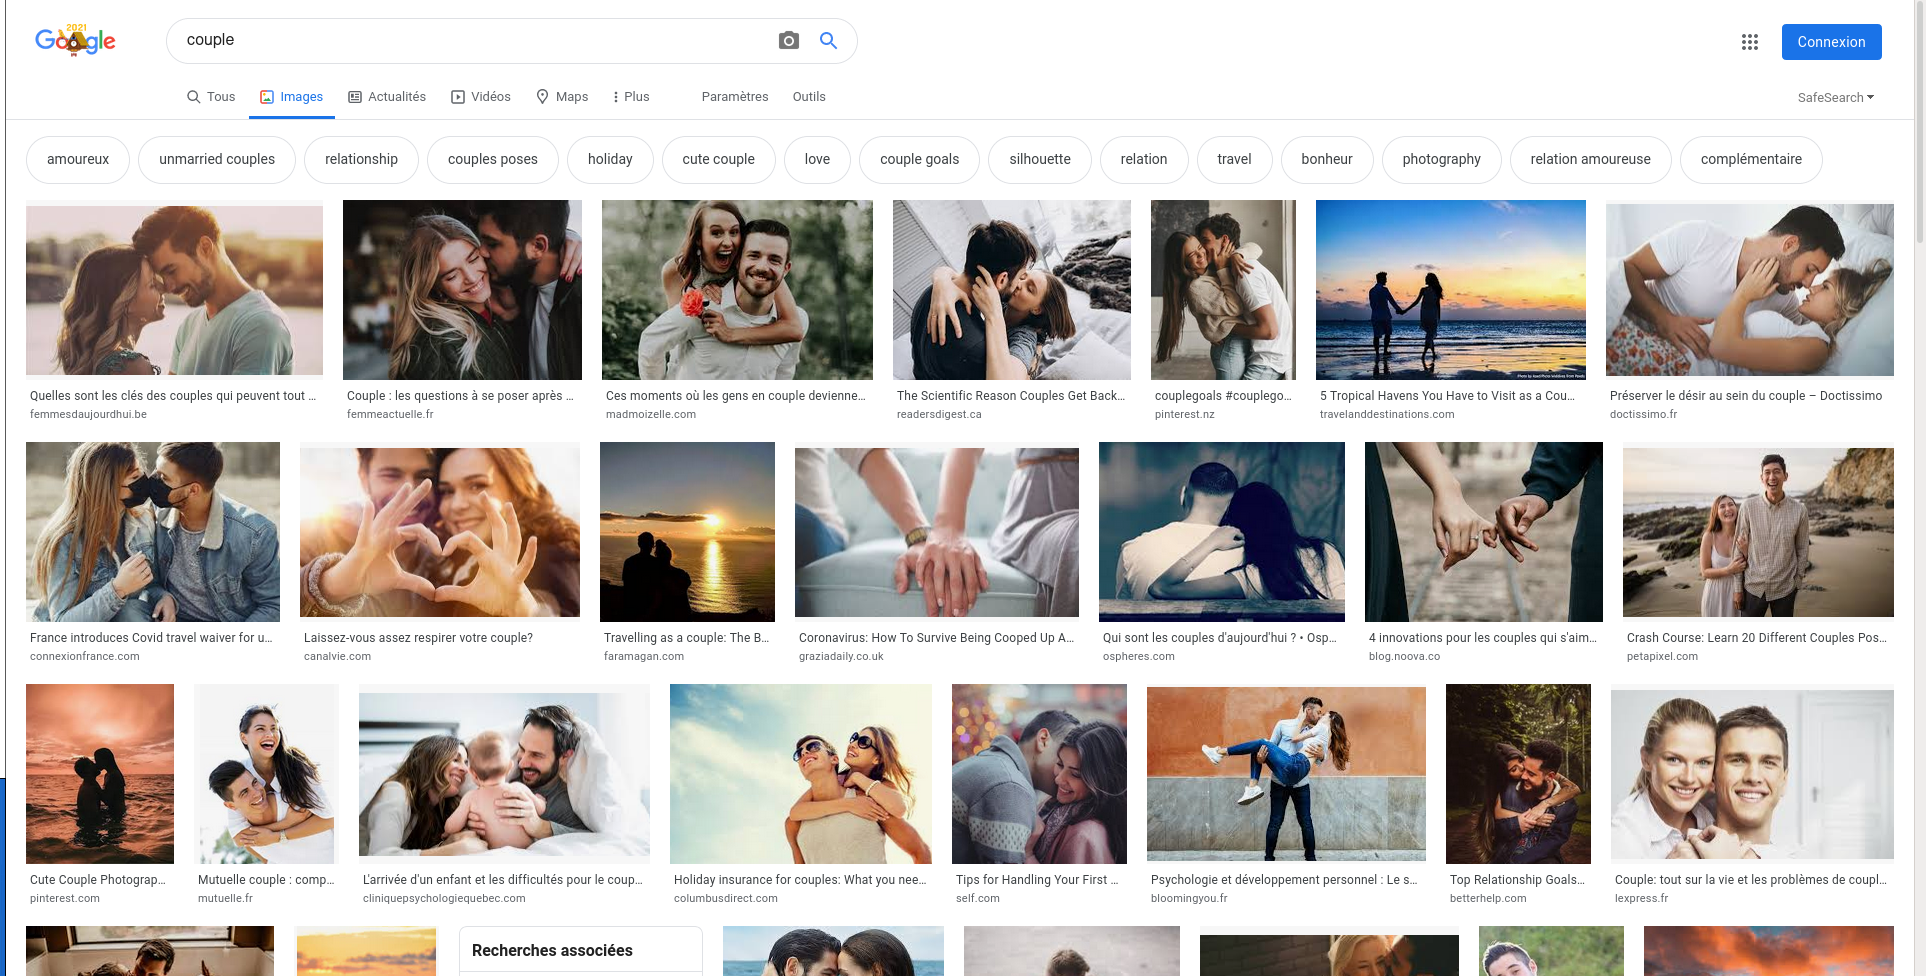 2021
Google
couple
Connexion
Tous
Images
Actualités
Vidéos
Maps
Plus
Paramètres
Outils
SafeSearch
amoureux
unmarried couples
relationship
couples poses
holiday
cute couple
love
couple goals
silhouette
relation
travel
bonheur
photography
relation amoureuse
complémentaire
Quelles sont les clés des couples qui peuvent tout ...
femmesdaujourdhui.be
Couple : les questions à se poser après ...
femmeactuelle.fr
Ces moments où les gens en couple devienne...
madmoizelle.com
The Scientific Reason Couples Get Back...
readersdigest.ca
couplegoals #couplego...
pinterest.nz
5 Tropical Havens You Have to Visit as a Cou...
travelanddestinations.com
Préserver le désir au sein du couple – Doctissimo
doctissimo.fr
France introduces Covid travel waiver for u...
connexionfrance.com
Laissez-vous assez respirer votre couple?
canalvie.com
Travelling as a couple: The B...
faramagan.com
Coronavirus: How To Survive Being Cooped Up A...
graziadaily.co.uk
Qui sont les couples d'aujourd'hui ? • Osp...
ospheres.com
4 innovations pour les couples qui s'aim...
blog.noova.co
Crash Course: Learn 20 Different Couples Pos...
petapixel.com
Cute Couple Photograp...
pinterest.com
Mutuelle couple : comp...
mutuelle.fr
L'arrivée d'un enfant et les difficultés pour le coup...
cliniquepsychologiequebec.com
Holiday insurance for couples: What you nee...
columbusdirect.com
Tips for Handling Your First ...
self.com
Psychologie et développement personnel : Le s...
bloomingyou.fr
Top Relationship Goals...
betterhelp.com
Couple: tout sur la vie et les problèmes de coupl...
lexpress.fr
Recherches associées